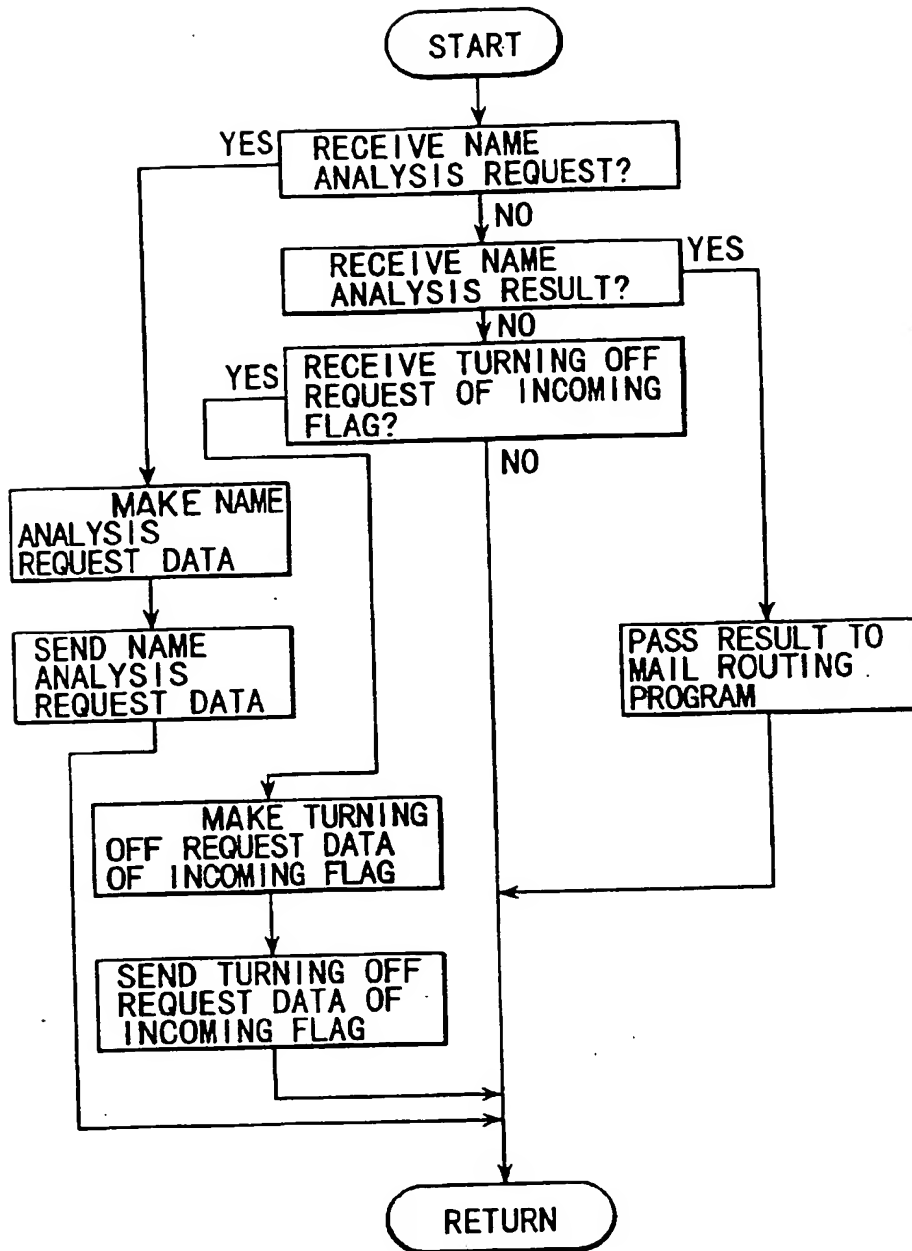 START
YES
RECEIVE NAME
ANALYSIS REQUEST?
NO
RECEIVE NAME
ANALYSIS RESULT?
YES
NO
YES
RECEIVE TURNING OFF
REQUEST OF INCOMING
FLAG?
NO
MAKE NAME
ANALYSIS
REQUEST DATA
SEND NAME
ANALYSIS
REQUEST DATA
PASS RESULT TO
MAIL ROUTING
PROGRAM
MAKE TURNING
OFF REQUEST DATA
OF INCOMING FLAG
SEND TURNING OFF
REQUEST DATA OF
INCOMING FLAG
RETURN